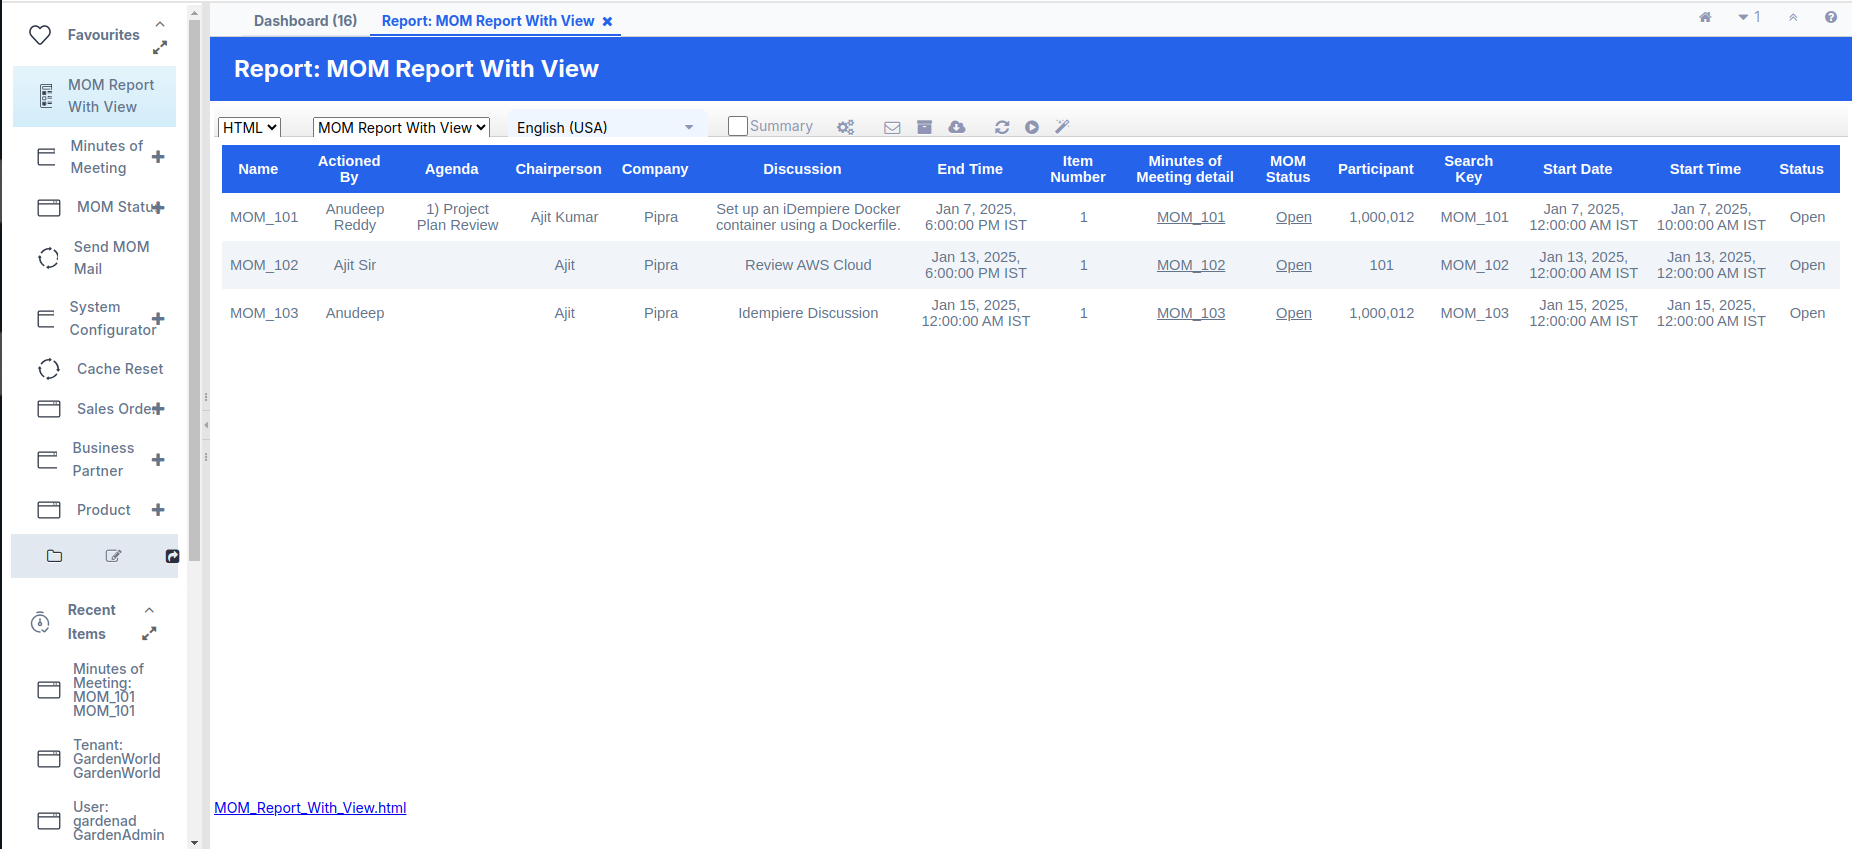 Favourites
MOM Report
With View
Minutes of
Meeting
MOM Statu
Send MOM
Mail
System
Configurator
Cache Reset
Sales Orde
Business
Partner
Product
Recent
Items
Minutes of
Meeting:
MOM_101
MOM_101
Tenant:
GardenWorld
GardenWorld
User:
gardenad
GardenAdmin
Dashboard (16) Report: MOM Report With View
1
Report: MOM Report With View
HTML MOM Report With View English (USA) Summary
Name Actioned By Agenda Chairperson Company Discussion End Time Item Number Minutes of Meeting detail MOM Status Participant Search Key Start Date Start Time Status
MOM_101 Anudeep Reddy 1) Project Plan Review Ajit Kumar Pipra Set up an iDempiere Docker container using a Dockerfile. Jan 7, 2025, 6:00:00 PM IST 1 MOM_101 Open 1,000,012 MOM_101 Jan 7, 2025, 12:00:00 AM IST Jan 7, 2025, 10:00:00 AM IST Open
MOM_102 Ajit Sir Ajit Pipra Review AWS Cloud Jan 13, 2025, 6:00:00 PM IST 1 MOM_102 Open 101 MOM_102 Jan 13, 2025, 12:00:00 AM IST Jan 13, 2025, 12:00:00 AM IST Open
MOM_103 Anudeep Ajit Pipra Idempiere Discussion Jan 15, 2025, 12:00:00 AM IST 1 MOM_103 Open 1,000,012 MOM_103 Jan 15, 2025, 12:00:00 AM IST Jan 15, 2025, 12:00:00 AM IST Open
MOM_Report_With_View.html